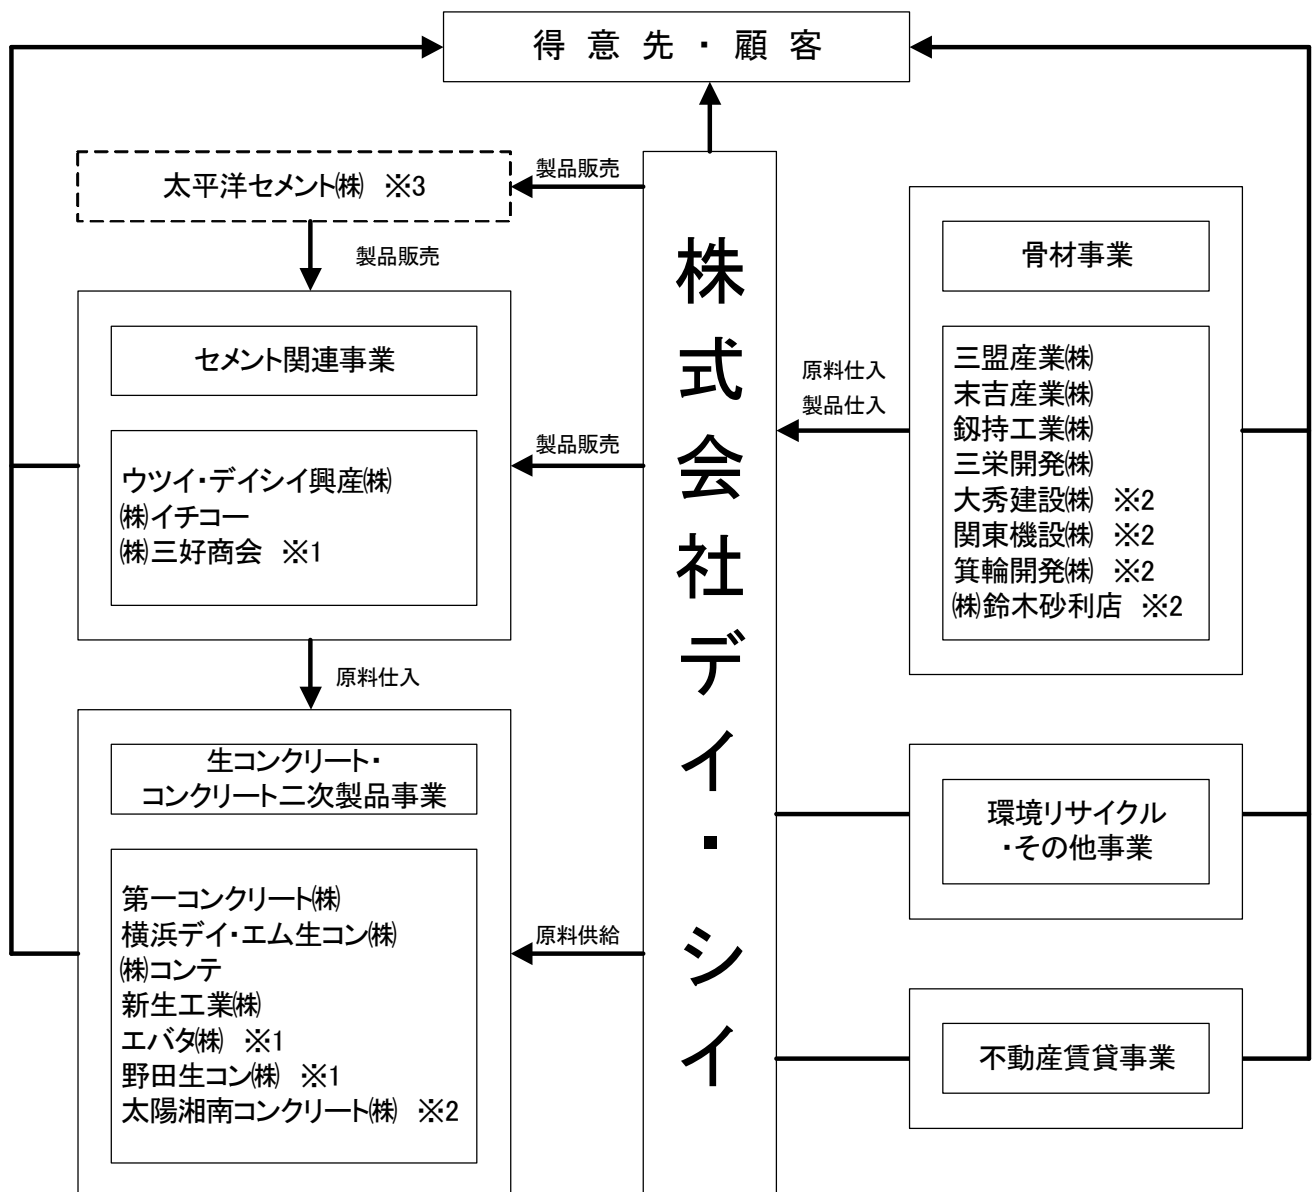 得意先・顧客
太平洋セメント㈱ ※3
製品販売
製品販売
セメント関連事業
ウツイ・デイシイ興産㈱
㈱イチコー
㈱三好商会 ※1
製品販売
原料仕入
生コンクリート・
コンクリート二次製品事業
第一コンクリート㈱
横浜デイ・エム生コン㈱
㈱コンテ
新生工業㈱
エバタ㈱ ※1
野田生コン㈱ ※1
太陽湘南コンクリート㈱ ※2
原料供給
株式会社デイ・シイ
原料仕入
製品仕入
骨材事業
三盟産業㈱
末吉産業㈱
釼持工業㈱
三栄開発㈱
大秀建設㈱ ※2
関東機設㈱ ※2
箕輪開発㈱ ※2
㈱鈴木砂利店 ※2
環境リサイクル
・その他事業
不動産賃貸事業